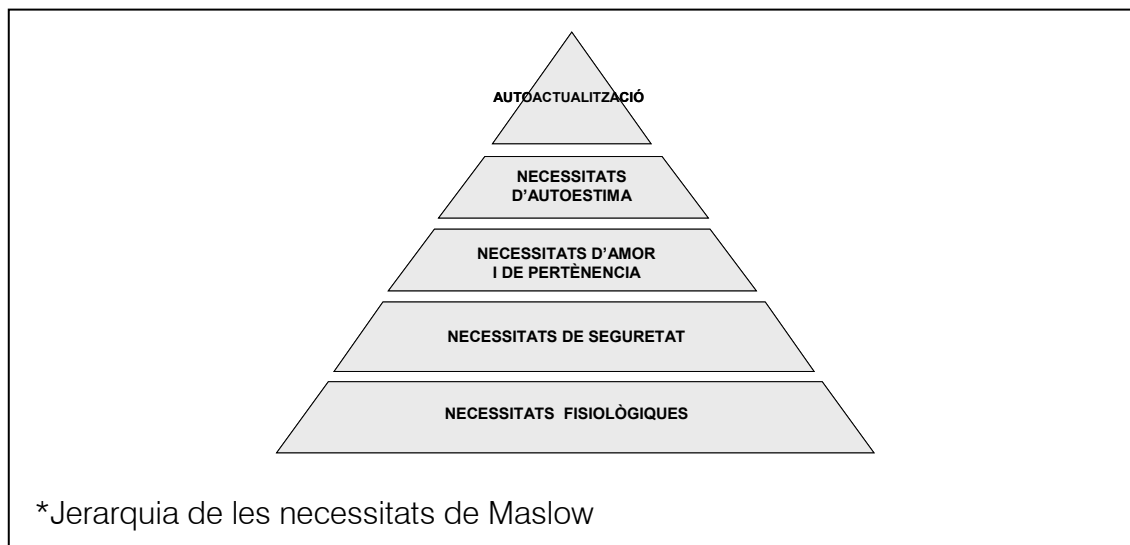 AUTOACTUALITZACIÓ
NECESSITATS
D’AUTOESTIMA
NECESSITATS D’AMOR
I DE PERTÈNENCIA
NECESSITATS DE SEGURETAT
NECESSITATS FISIOLÒGIQUES
*Jerarquia de les necessitats de Maslow